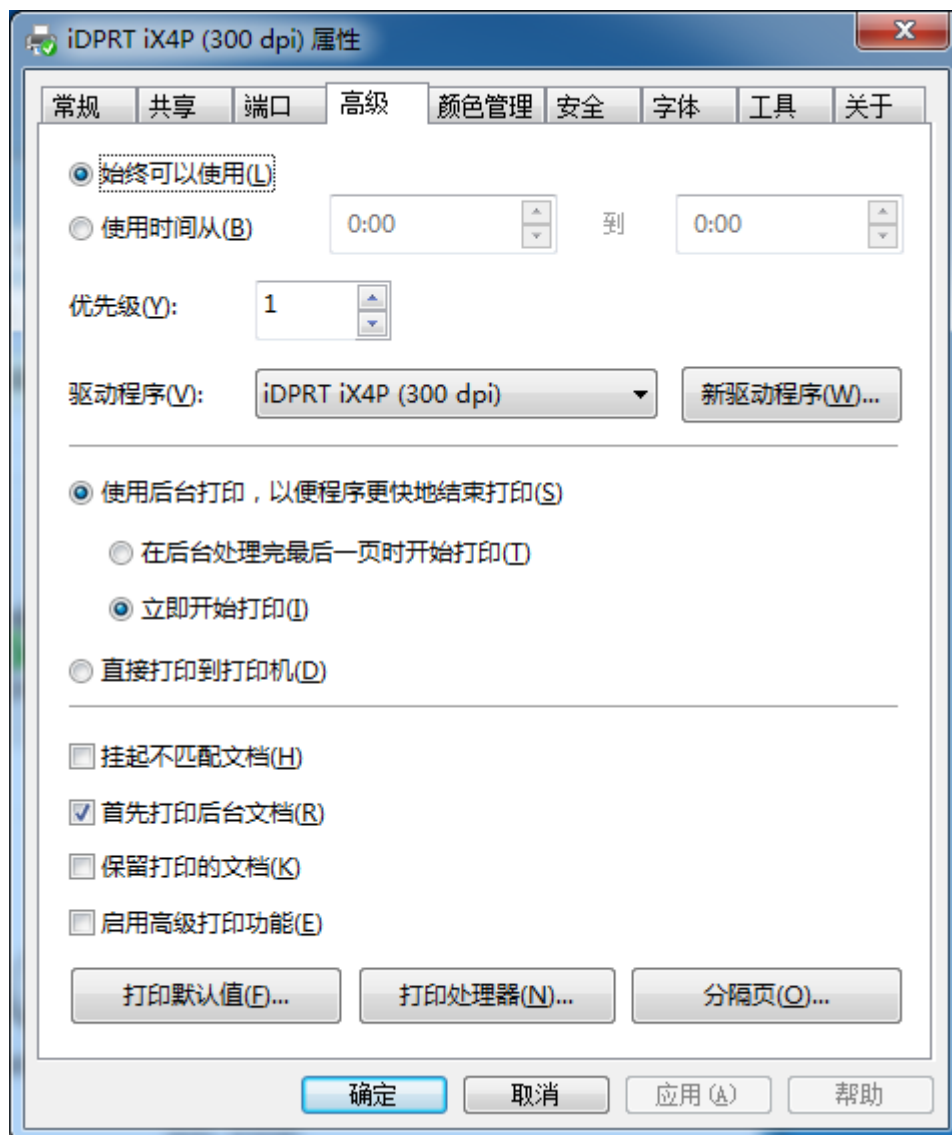 iDPRT iX4P (300 dpi) 属性
常规 共享 端口 高级 颜色管理 安全 字体 工具 关于
始终可以使用(L)
使用时间从(B) 0:00 到 0:00
优先级(Y): 1
驱动程序(V): iDPRT iX4P (300 dpi) 新驱动程序(W)...
使用后台打印，以便程序更快地结束打印(S)
在后台处理完最后一页时开始打印(T)
立即开始打印(I)
直接打印到打印机(D)
挂起不匹配文档(H)
首先打印后台文档(R)
保留打印的文档(K)
启用高级打印功能(E)
打印默认值(F)... 打印处理器(N)... 分隔页(O)...
确定 取消 应用(A) 帮助